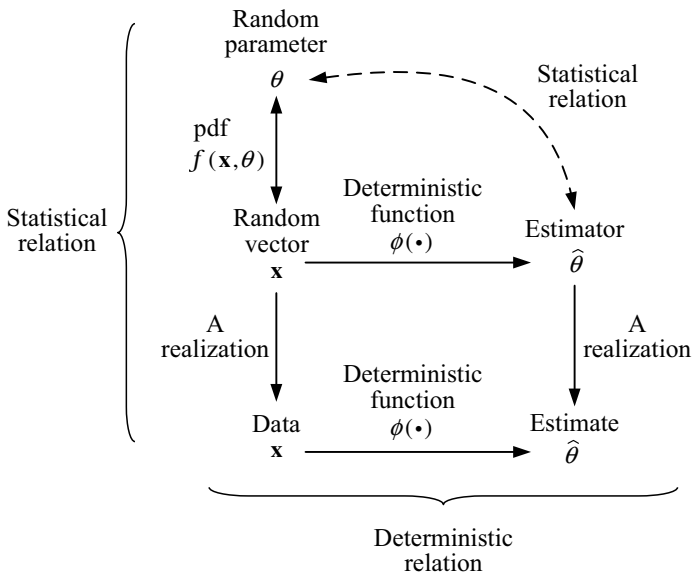 Random
parameter
θ
Statistical
relation
pdf
f(x,θ)
Statistical
relation
Random
vector
x
Deterministic
function
ϕ(•)
Estimator
θ̂
A
realization
A
realization
Data
x
Deterministic
function
ϕ(•)
Estimate
θ̂
Deterministic
relation